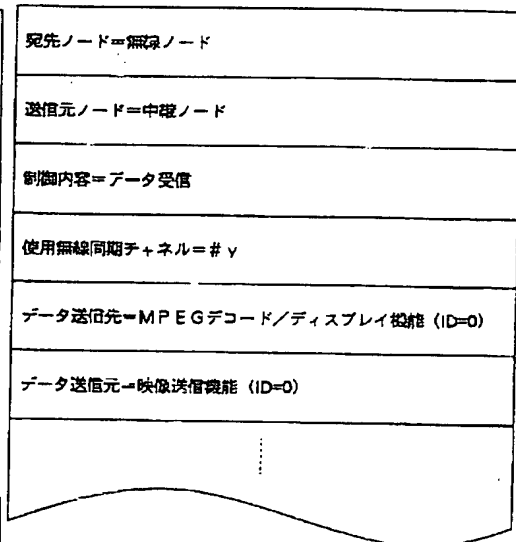 宛先ノード=無線ノード
送信元ノード=中継ノード
制御内容=データ受信
使用無線同期チャネル=#y
データ送信先=MPEGデコード/ディスプレイ機能 (ID=0)
データ送信元=映像送信機能 (ID=0)